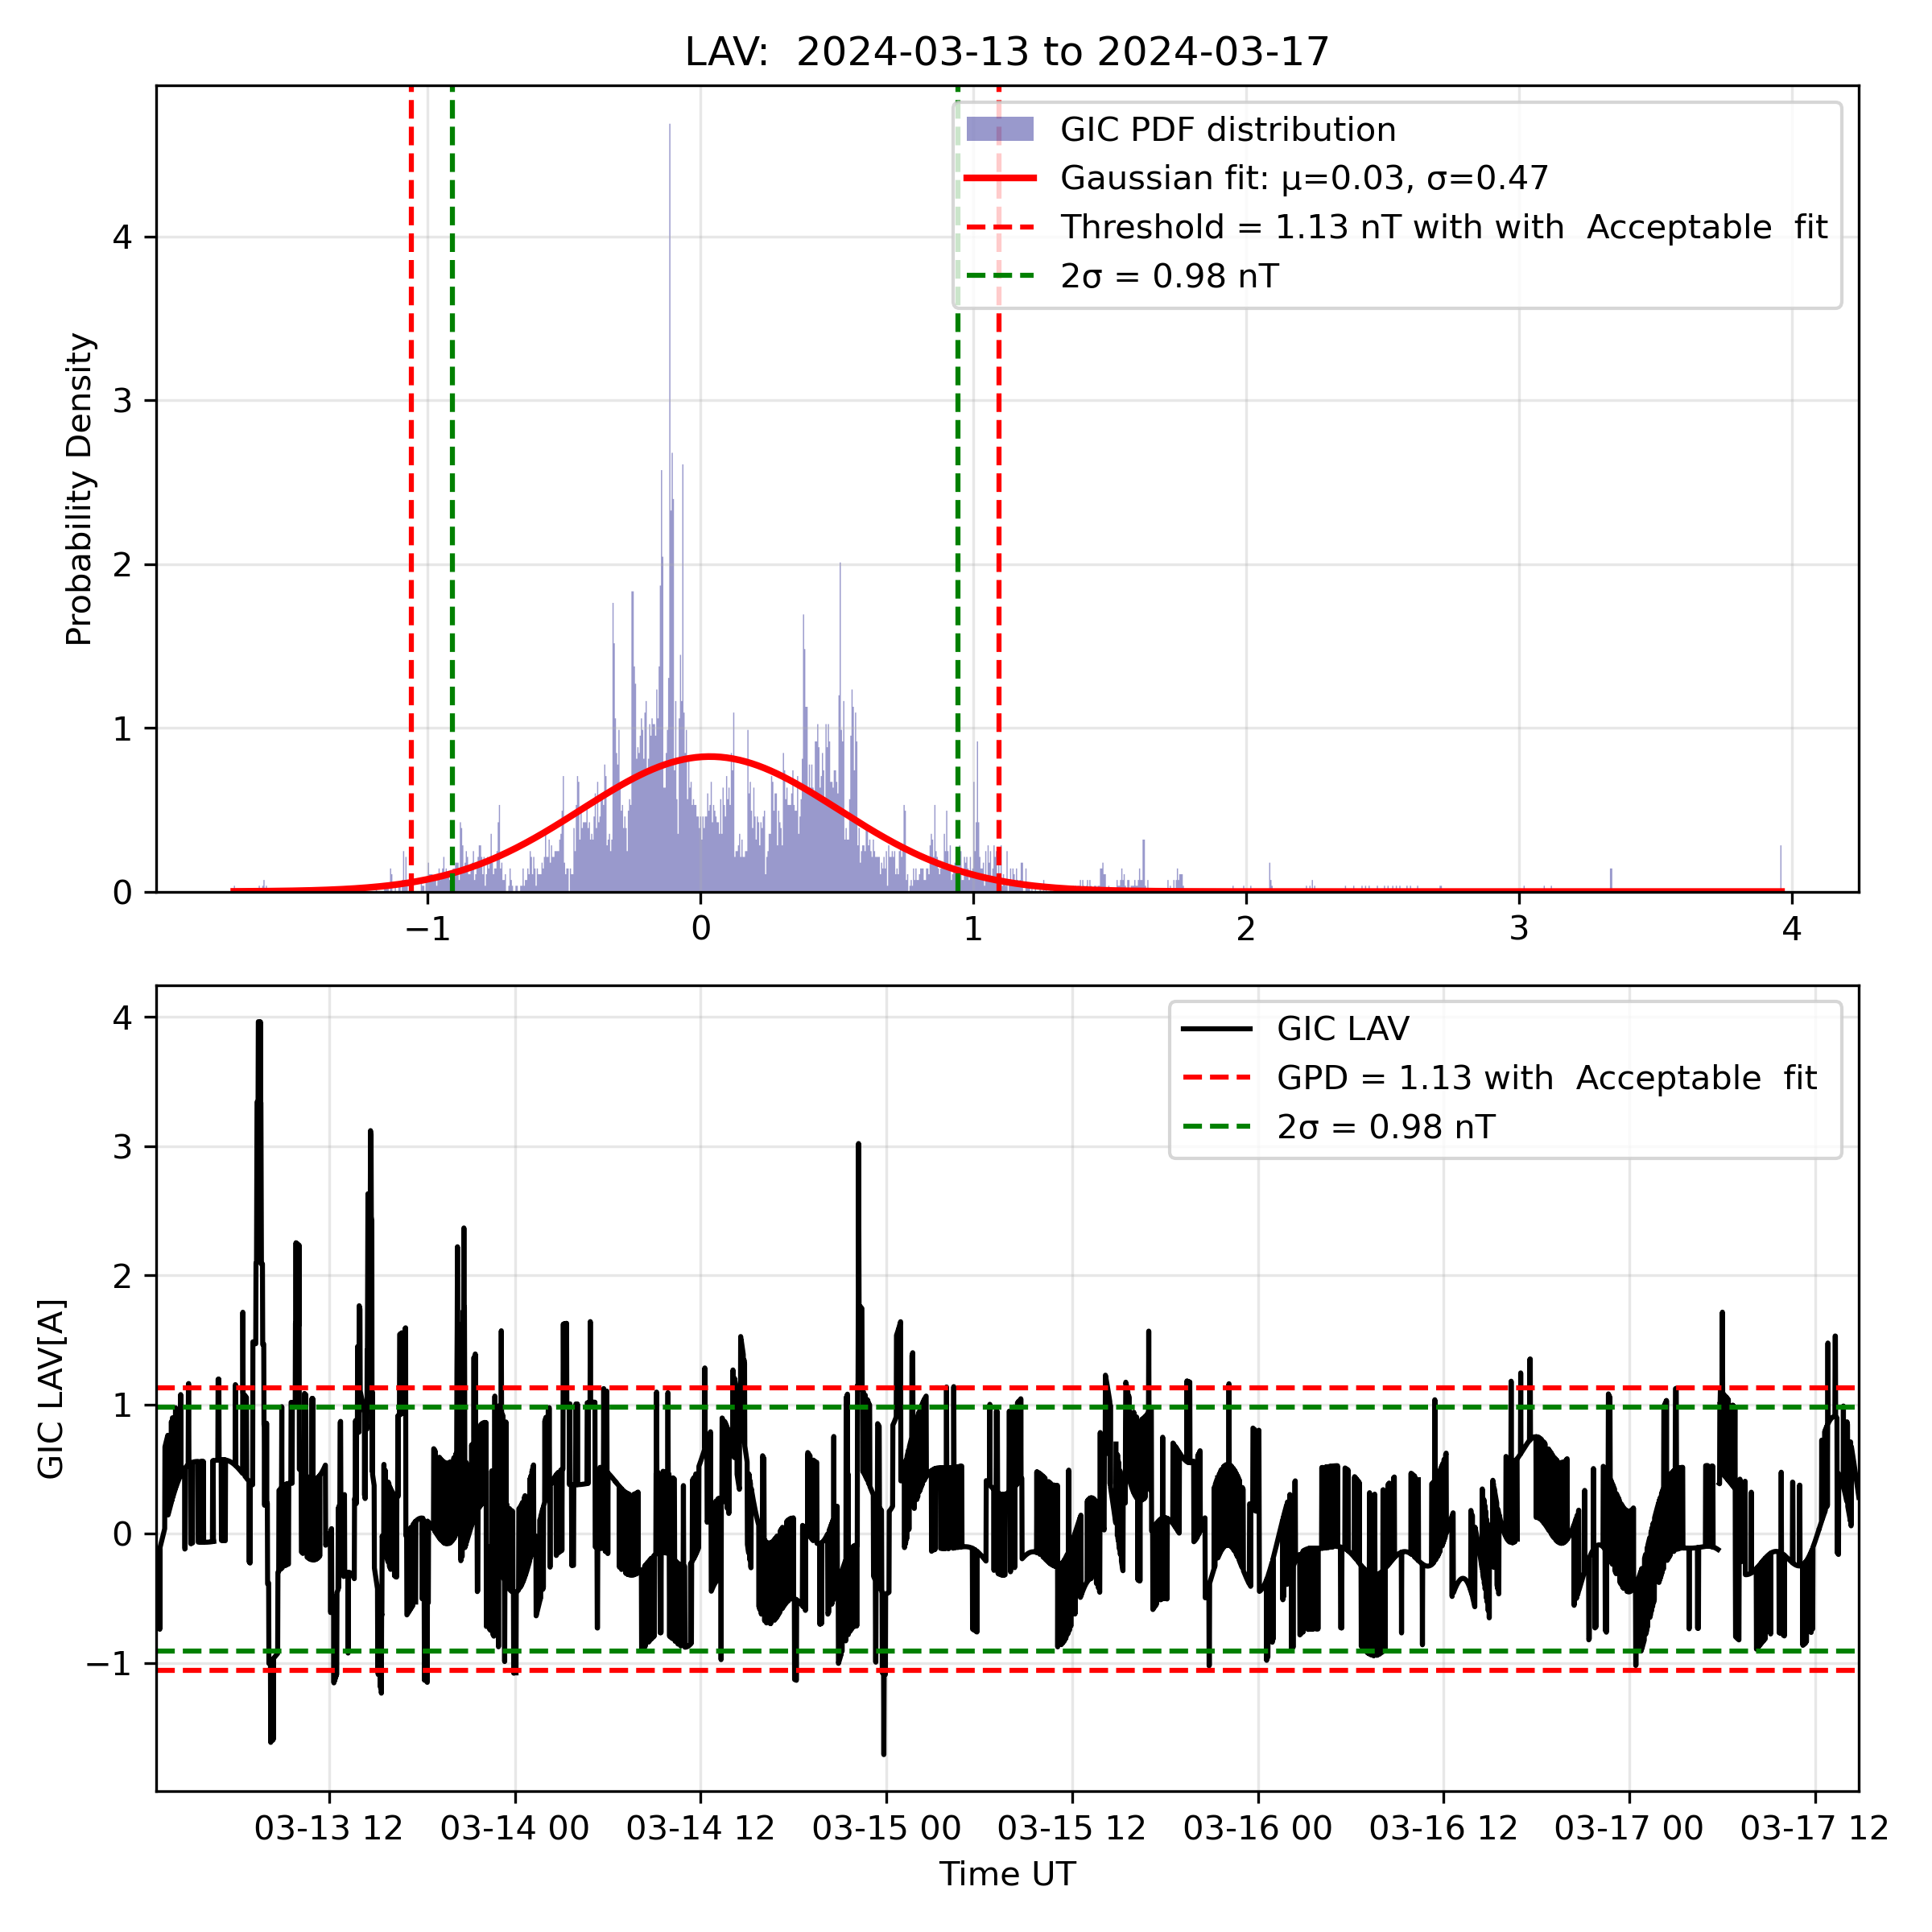 LAV:  2024-03-13 to 2024-03-17
GIC PDF distribution
Gaussian fit: μ=0.03, σ=0.47
Threshold = 1.13 nT with with  Acceptable  fit
2σ = 0.98 nT
Probability Density
4
3
2
1
0
−1 0 1 2 3 4
GIC LAV
GPD = 1.13 with  Acceptable  fit
2σ = 0.98 nT
GIC LAV[A]
4
3
2
1
0
−1
03-13 12 03-14 00 03-14 12 03-15 00 03-15 12 03-16 00 03-16 12 03-17 00 03-17 12
Time UT